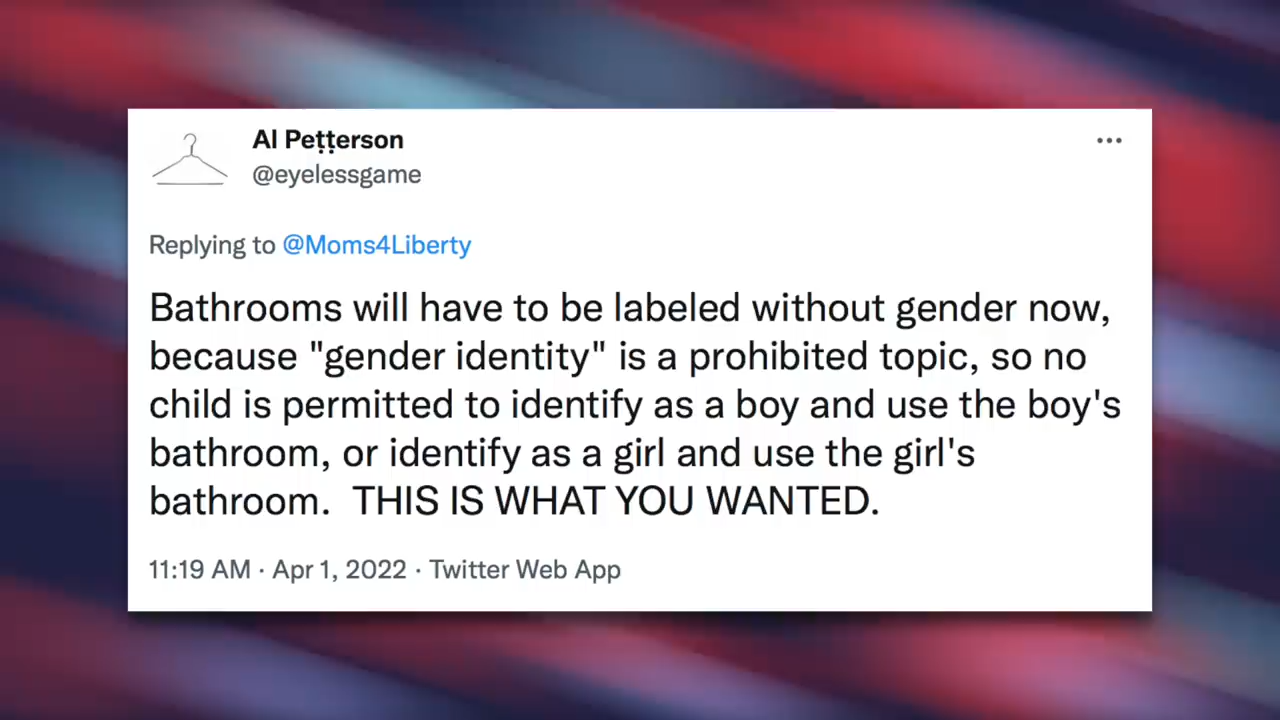 Al Peṭṭerson
@eyelessgame
Replying to @Moms4Liberty
Bathrooms will have to be labeled without gender now,
because "gender identity" is a prohibited topic, so no
child is permitted to identify as a boy and use the boy's
bathroom, or identify as a girl and use the girl's
bathroom.  THIS IS WHAT YOU WANTED.
11:19 AM · Apr 1, 2022 · Twitter Web App